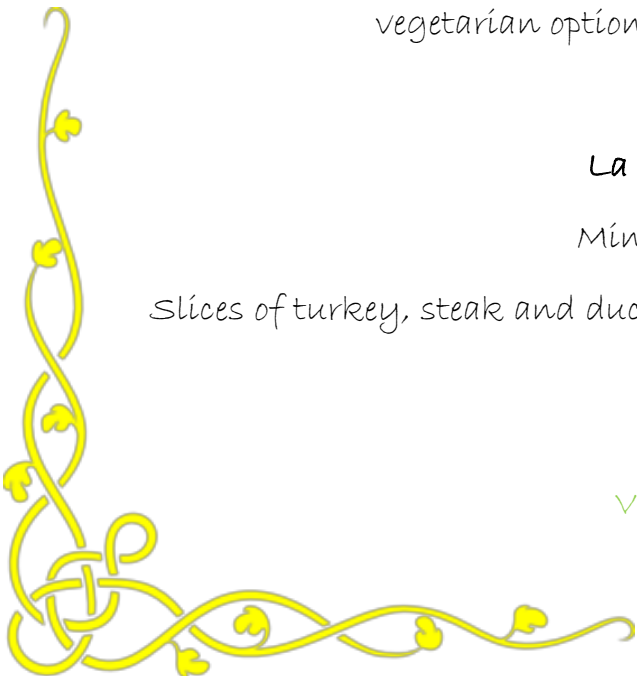 vegetarian option
La
Min
Slices of turkey, steak and duc
V